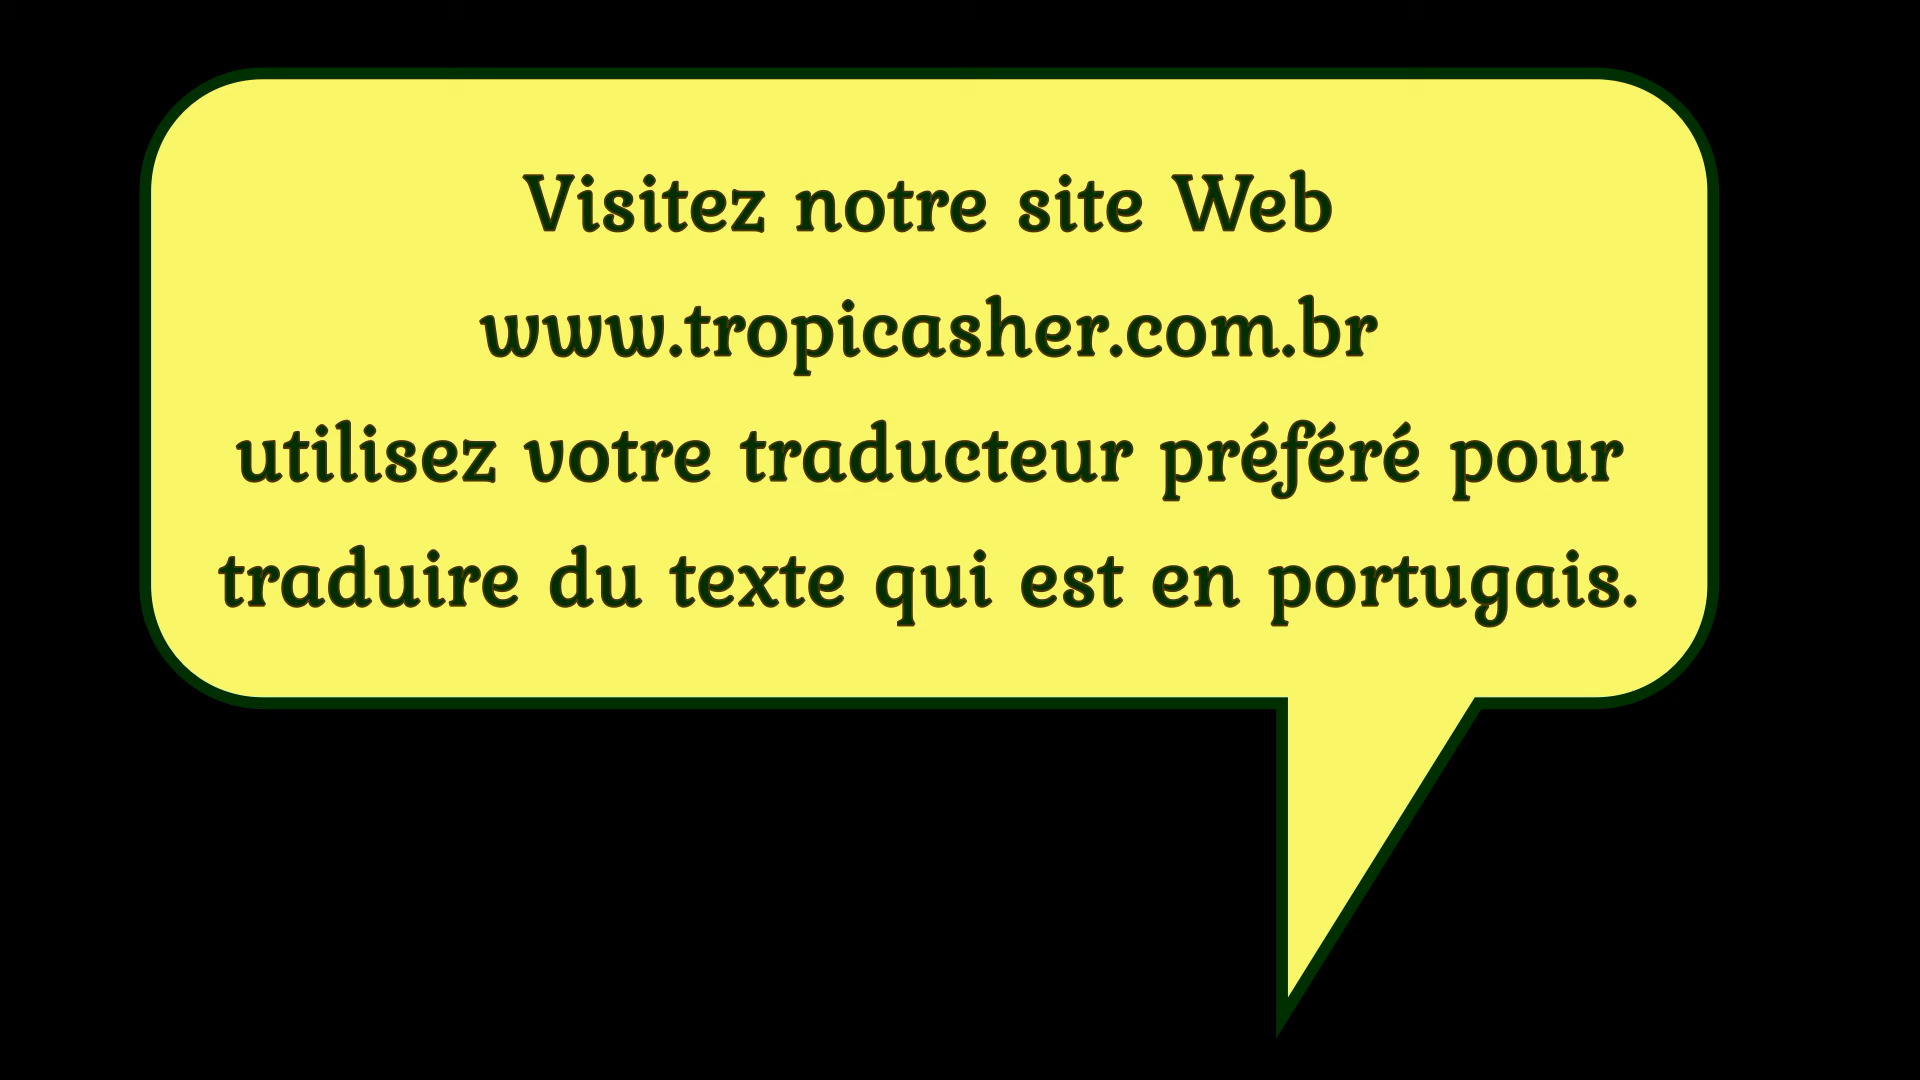 Visitez notre site Web
www.tropicasher.com.br
utilisez votre traducteur préféré pour
traduire du texte qui est en portugais.